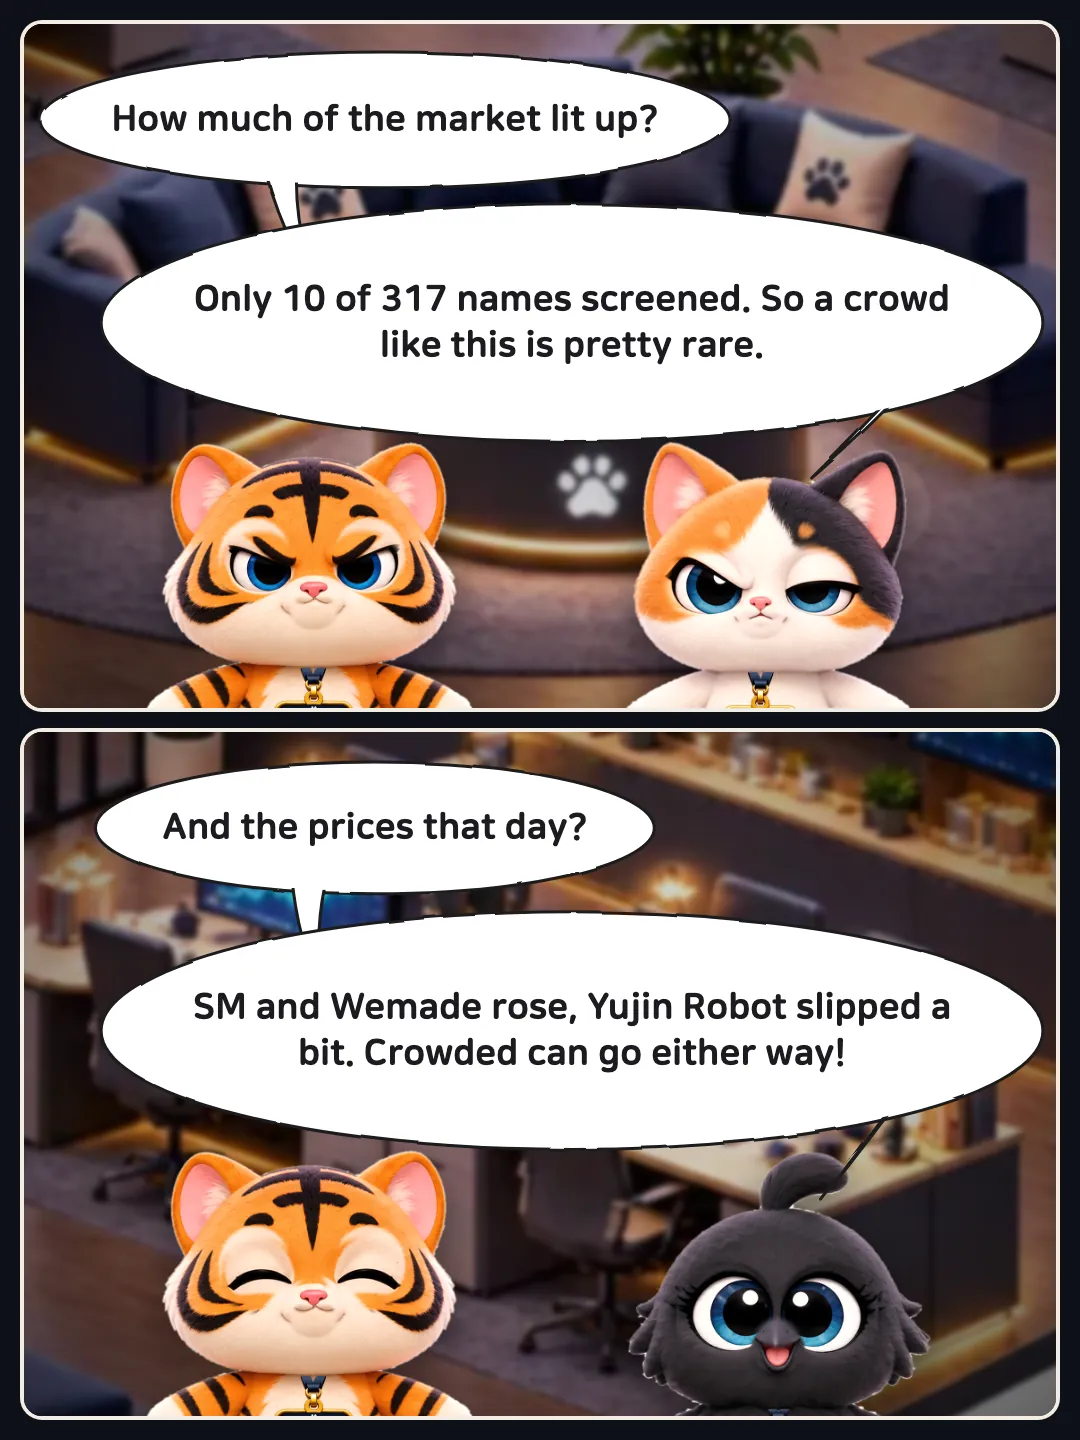 How much of the market lit up?
Only 10 of 317 names screened. So a crowd
like this is pretty rare.
And the prices that day?
SM and Wemade rose, Yujin Robot slipped a
bit. Crowded can go either way!